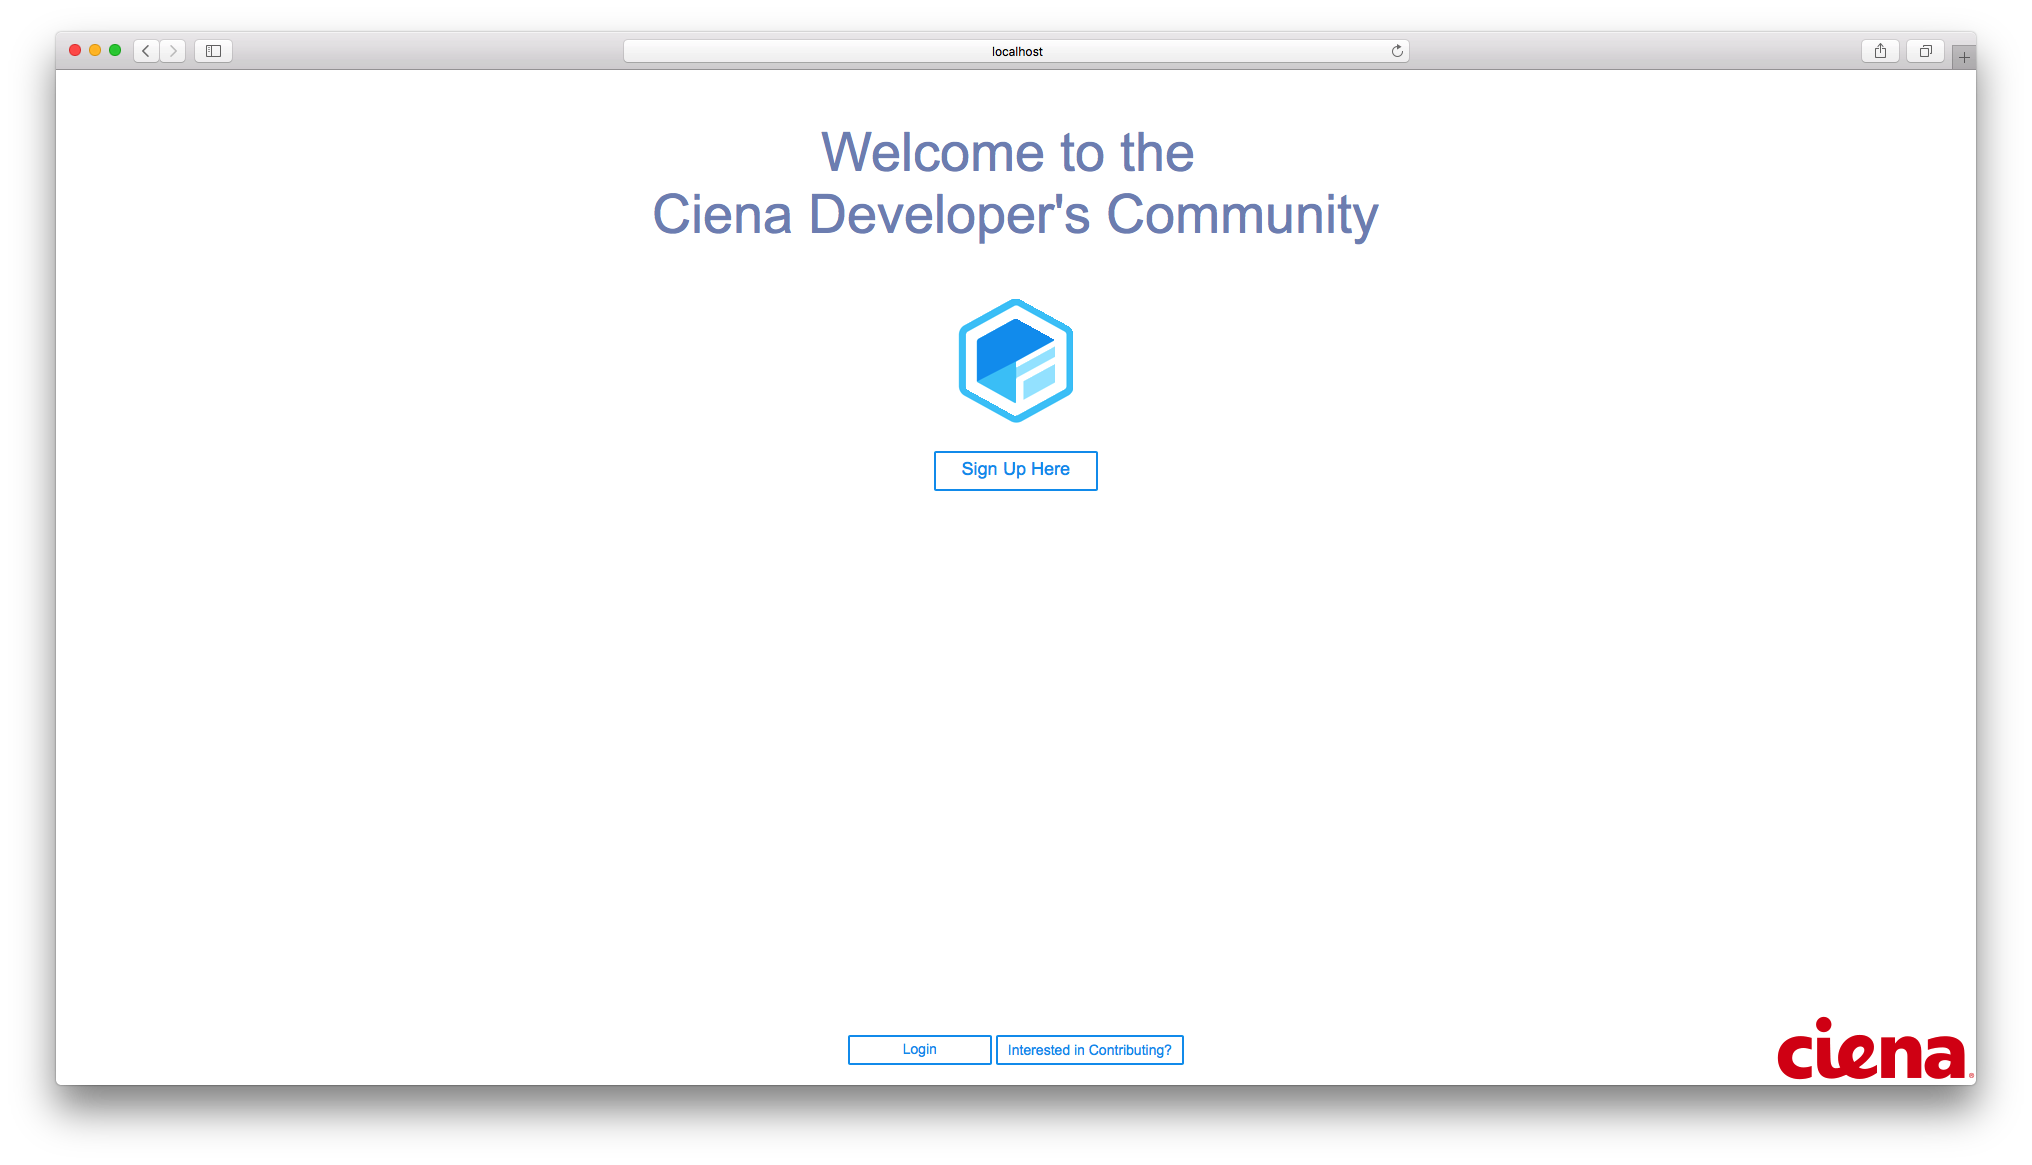 localhost
Welcome to the
Ciena Developer's Community
Sign Up Here
Login
Interested in Contributing?
ciena®